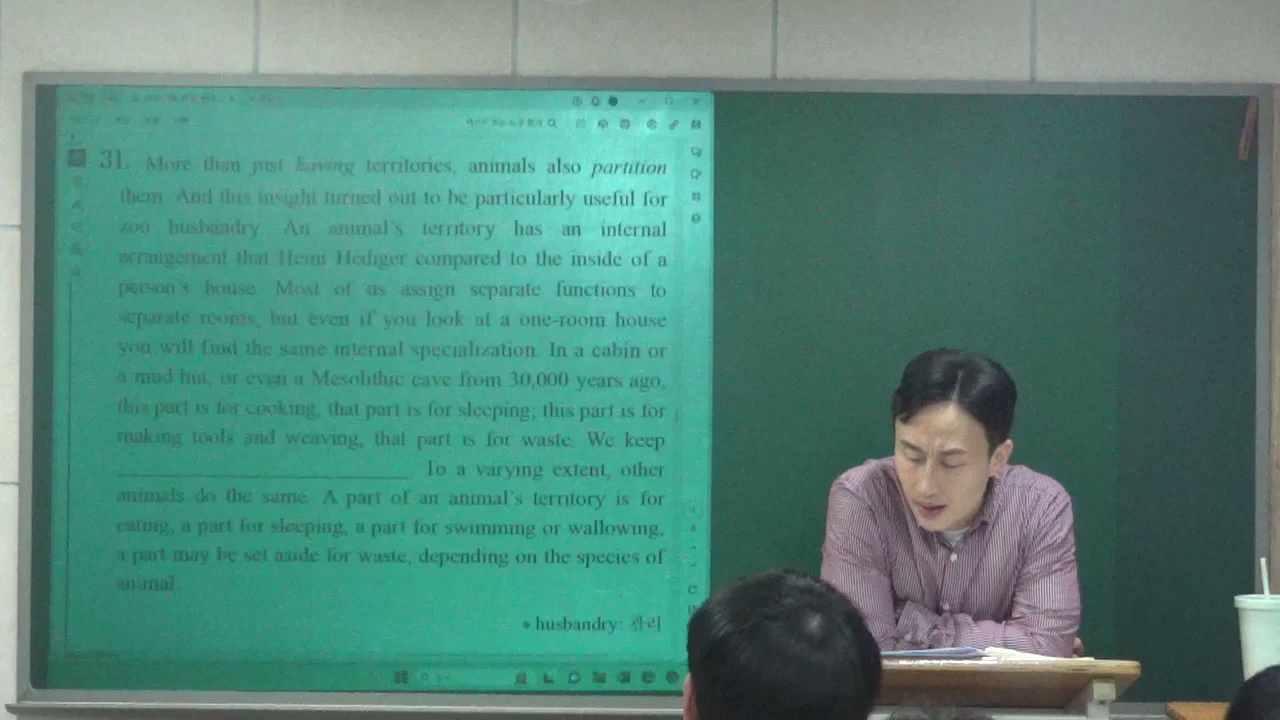 31. More than just having territories, animals also partition
them. And this insight turned out to be particularly useful for
zoo husbandry. An animal's territory has an internal
arrangement that Heini Hediger compared to the inside of a
person's house. Most of us assign separate functions to
separate rooms, but even if you look at a one-room house
you will find the same internal specialization. In a cabin or
a mud hut, or even a Mesolithic cave from 30,000 years ago,
this part is for cooking, that part is for sleeping; this part is for
making tools and weaving, that part is for waste. We keep
To a varying extent, other
animals do the same. A part of an animal's territory is for
eating, a part for sleeping, a part for swimming or wallowing,
a part may be set aside for waste, depending on the species of
animal.
* husbandry: 관리